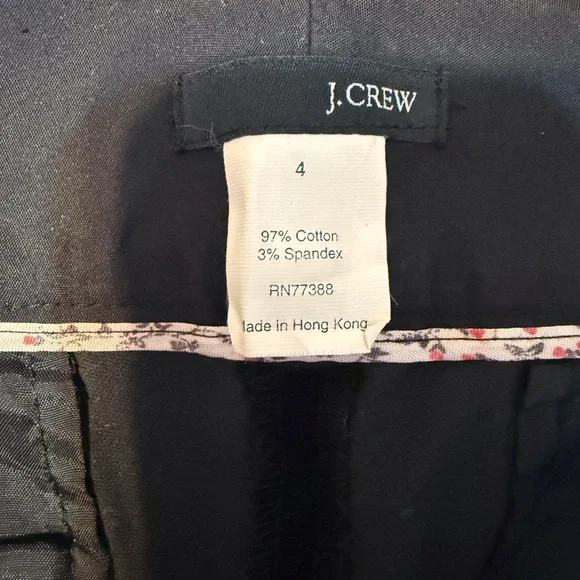 J.CREW
4
97% Cotton
3% Spandex
RN77388
Made in Hong Kong